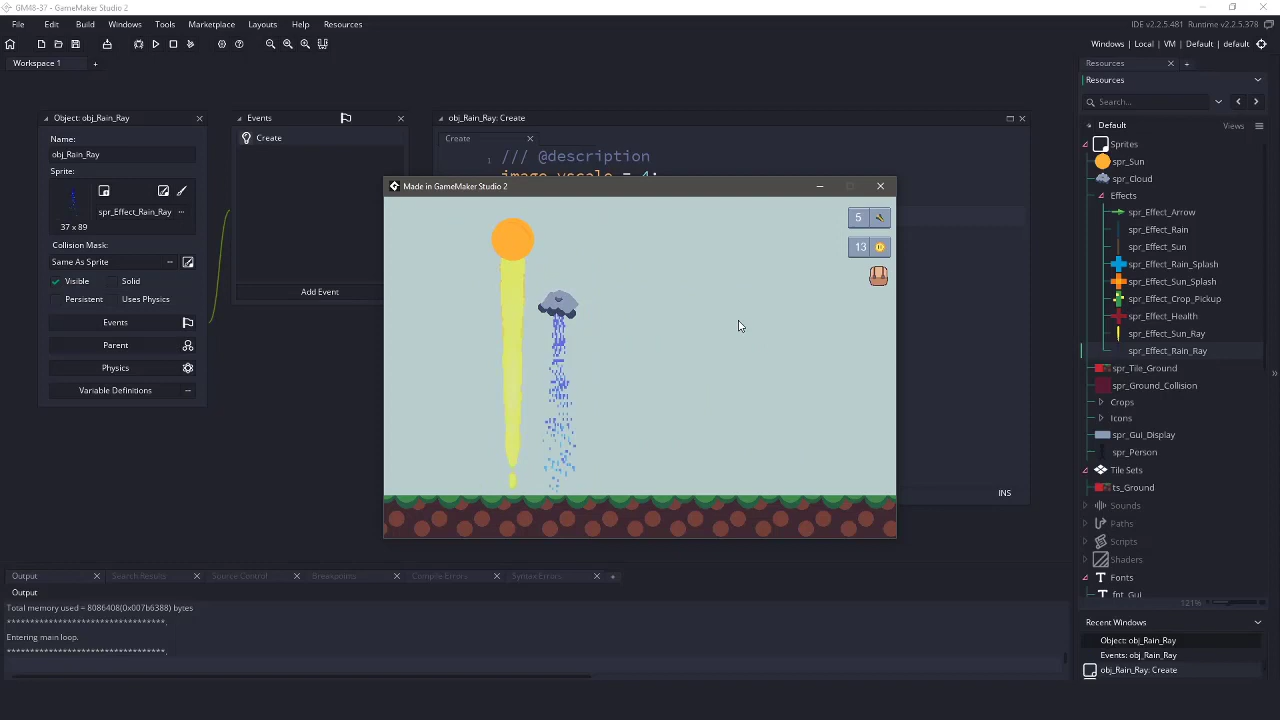 GM48-37 - GameMaker Studio 2
File Edit Build Windows Tools Marketplace Layouts Help Resources
IDE v2.2.5.481 Runtime v2.2.5.378
Windows | Local | VM | Default | default
Workspace 1 +
Resources
Resources
Search...
Default
Views
Sprites
spr_Sun
spr_Cloud
Effects
spr_Effect_Arrow
spr_Effect_Rain
spr_Effect_Sun
spr_Effect_Rain_Splash
spr_Effect_Sun_Splash
spr_Effect_Crop_Pickup
spr_Effect_Health
spr_Effect_Sun_Ray
spr_Effect_Rain_Ray
spr_Tile_Ground
spr_Ground_Collision
Crops
Icons
spr_Gui_Display
spr_Person
Tile Sets
ts_Ground
Sounds
Paths
Scripts
Shaders
Fonts
fnt_Gui
121%
Recent Windows
Object: obj_Rain_Ray
Events: obj_Rain_Ray
obj_Rain_Ray: Create
Object: obj_Rain_Ray
Name:
obj_Rain_Ray
Sprite:
spr_Effect_Rain_Ray ...
37 x 89
Collision Mask:
Same As Sprite
Visible Solid
Persistent Uses Physics
Events
Parent
Physics
Variable Definitions
Events
Create
Add Event
obj_Rain_Ray: Create
Create
1 /// @description
image_yscale = 4;
INS
Made in GameMaker Studio 2
5
13
Output Search Results Source Control Breakpoints Compile Errors Syntax Errors
Output
Total memory used = 8086408(0x007b6388) bytes
**********************************.
Entering main loop.
**********************************.